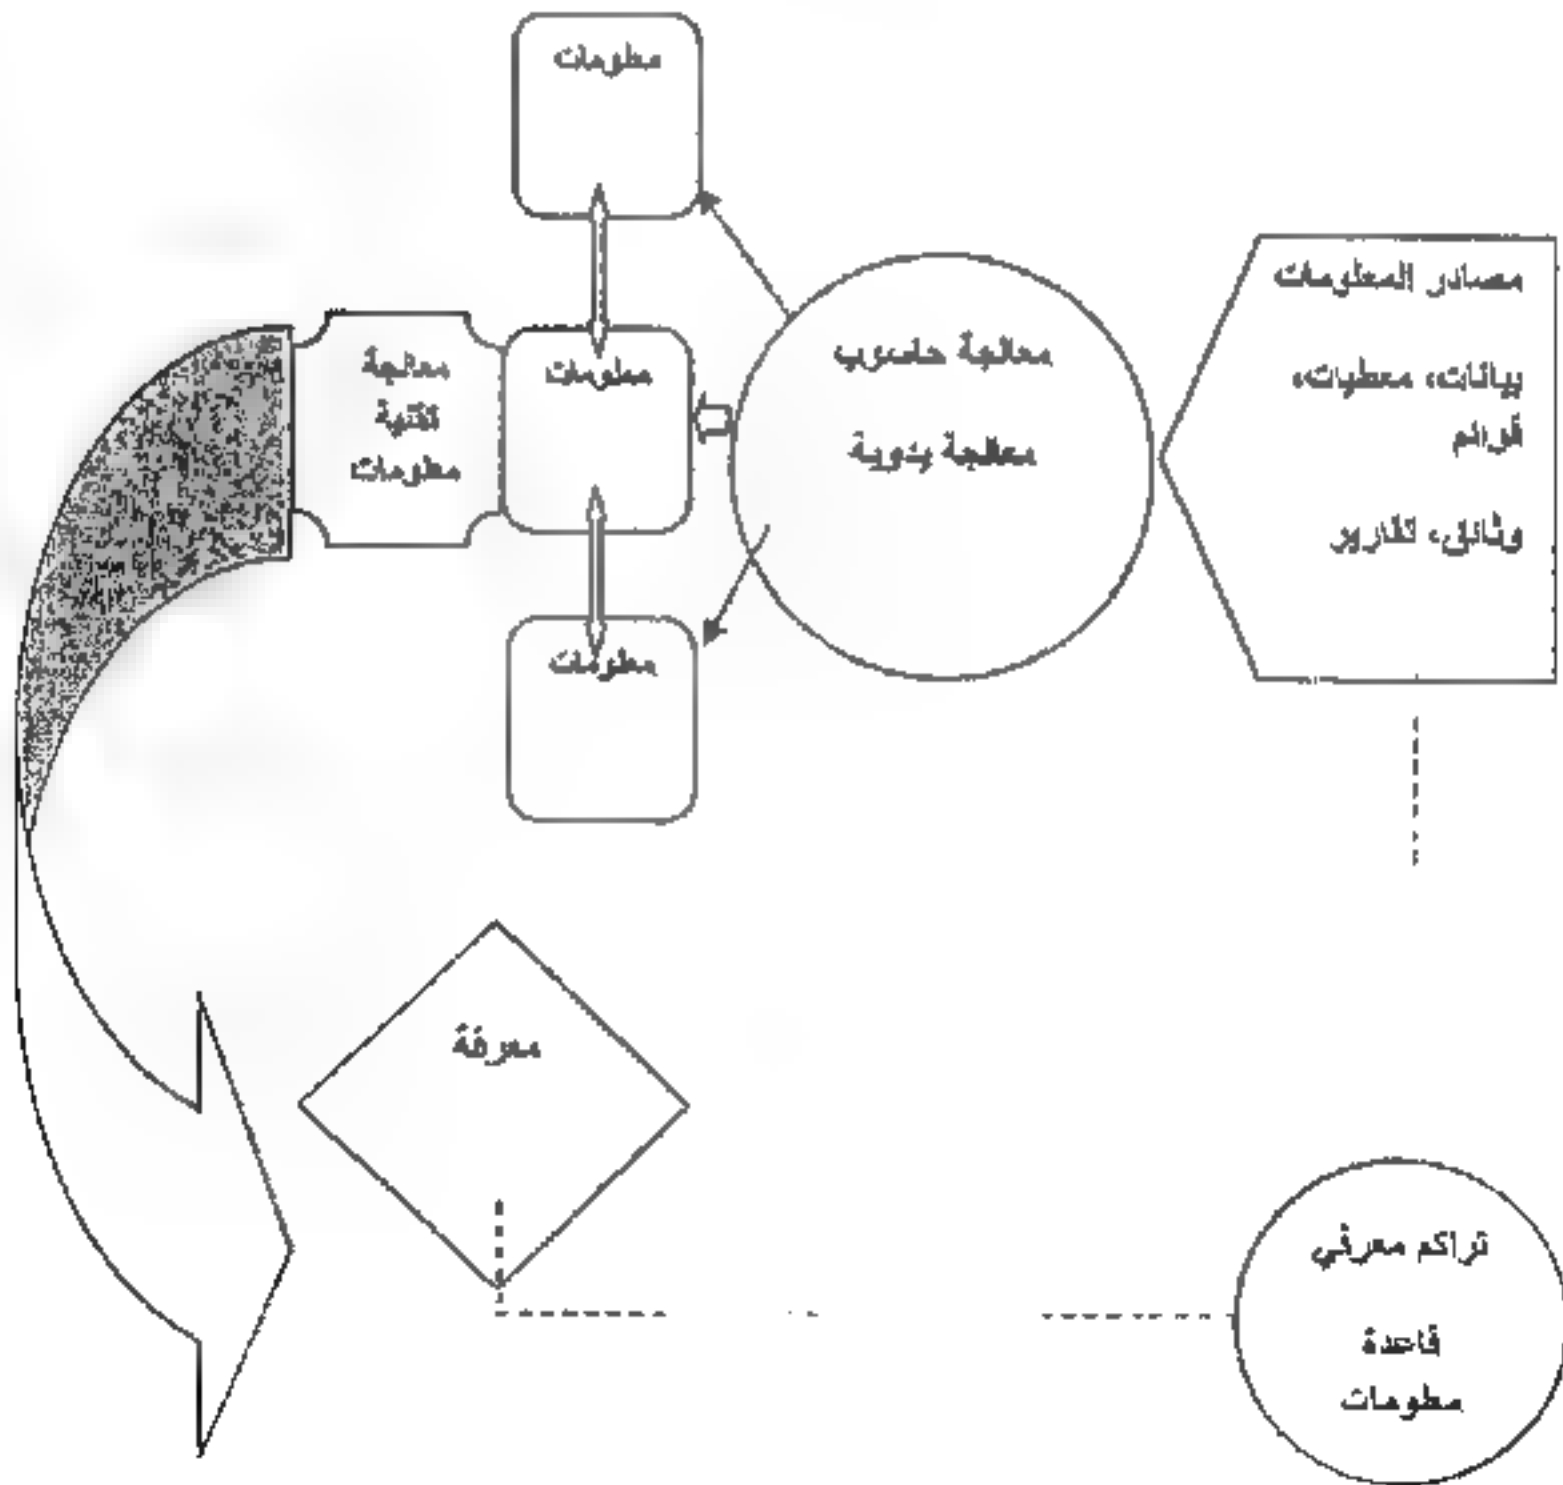 مصادر المعلومات
بيانات، معطيات،
قوائم
وثائق، تقارير
معالجة حاسوب
معالجة يدوية
معلومات
معلومات
معلومات
معالجة
تقنية
معلومات
معرفة
تراكم معرفي
قاعدة
معلومات